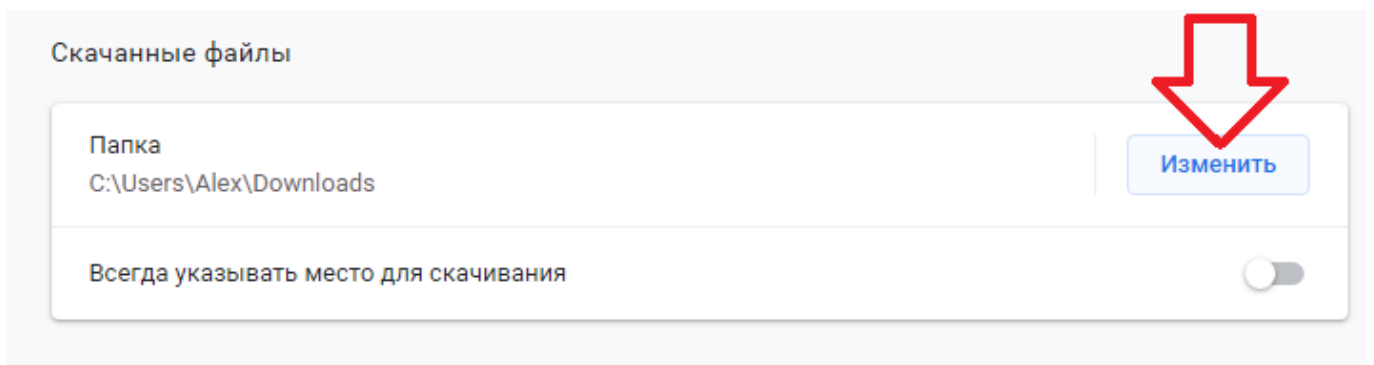 Скачанные файлы
Папка
C:\Users\Alex\Downloads
Изменить
Всегда указывать место для скачивания